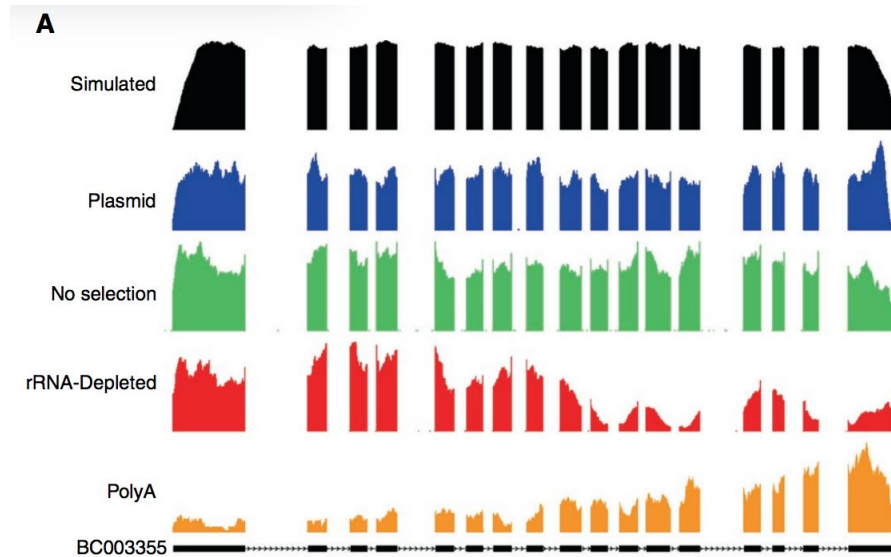 A
Simulated
Plasmid
No selection
rRNA-Depleted
PolyA
BC003355